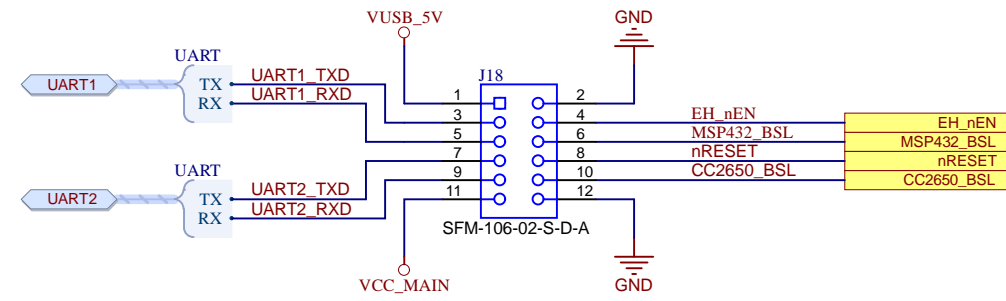 VUSB_5V
GND
UART
J18
UART1
TX
UART1_TXD
1
2
RX
UART1_RXD
3
4
EH_nEN
EH_nEN
5
6
MSP432_BSL
MSP432_BSL
7
8
nRESET
nRESET
UART
9
10
CC2650_BSL
CC2650_BSL
UART2
TX
UART2_TXD
11
12
RX
UART2_RXD
SFM-106-02-S-D-A
VCC_MAIN
GND